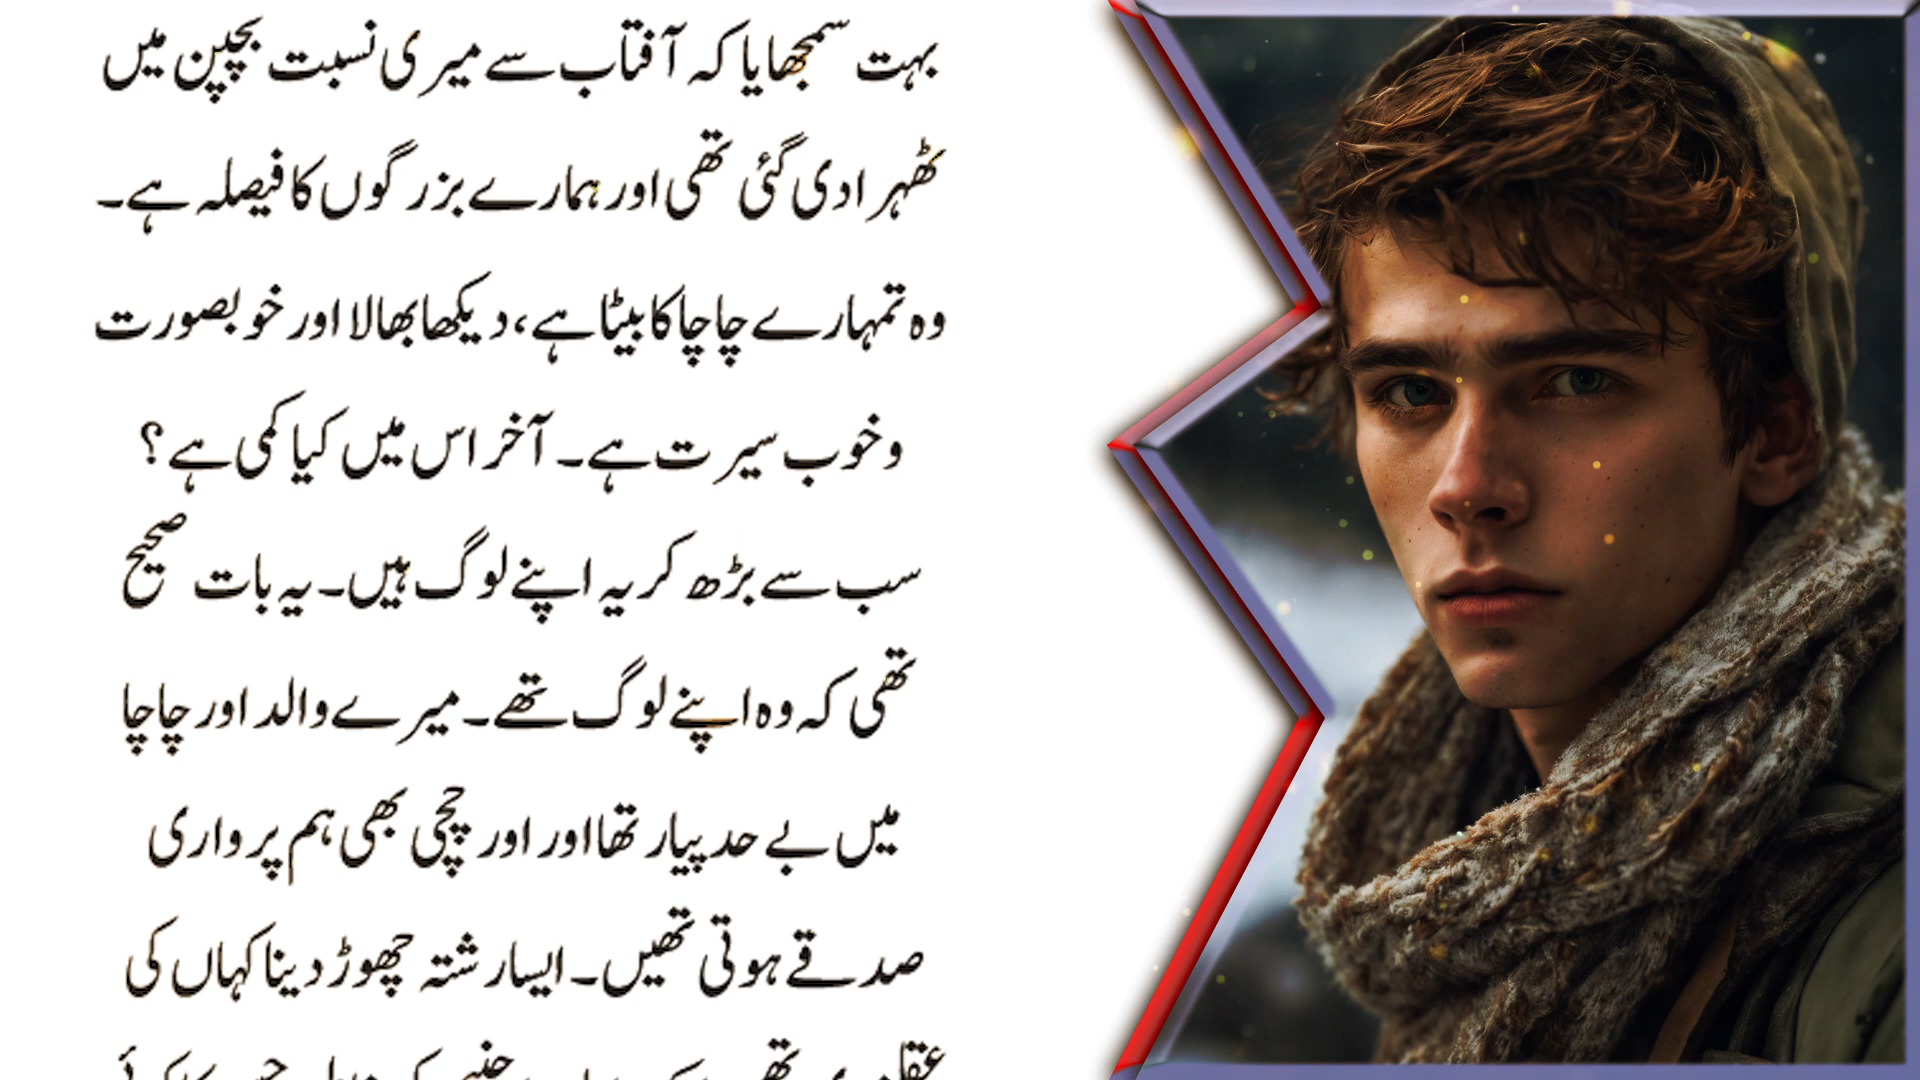 بہت سمجھایا کہ آفتاب سے میری نسبت بچپن میں
ٹھہرا دی گئی تھی اور ہمارے بزرگوں کا فیصلہ ہے۔
وہ تمہارے چاچا کا بیٹا ہے، دیکھا بھالا اور خوبصورت
و خوب سیرت ہے۔ آخر اس میں کیا کمی ہے؟
سب سے بڑھ کر یہ اپنے لوگ ہیں۔ یہ بات صحیح
تھی کہ وہ اپنے لوگ تھے۔ میرے والد اور چاچا
میں بے حد پیار تھا اور اور چچی بھی ہم پر واری
صدقے ہوتی تھیں۔ ایسا رشتہ چھوڑ دینا کہاں کی